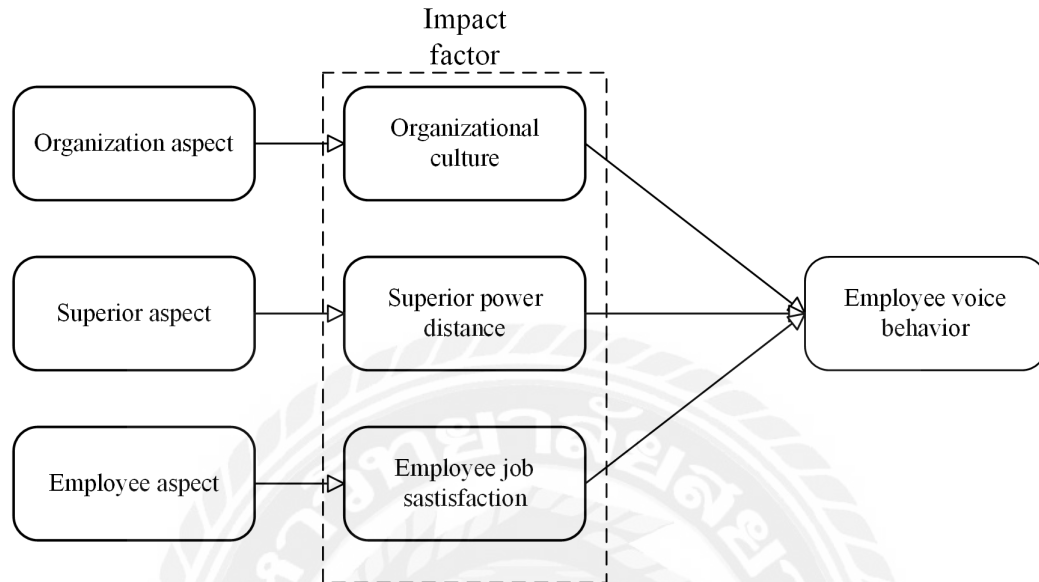 Impact
factor
Organization aspect
Organizational
culture
Superior aspect
Superior power
distance
Employee voice
behavior
Employee aspect
Employee job
sastisfaction